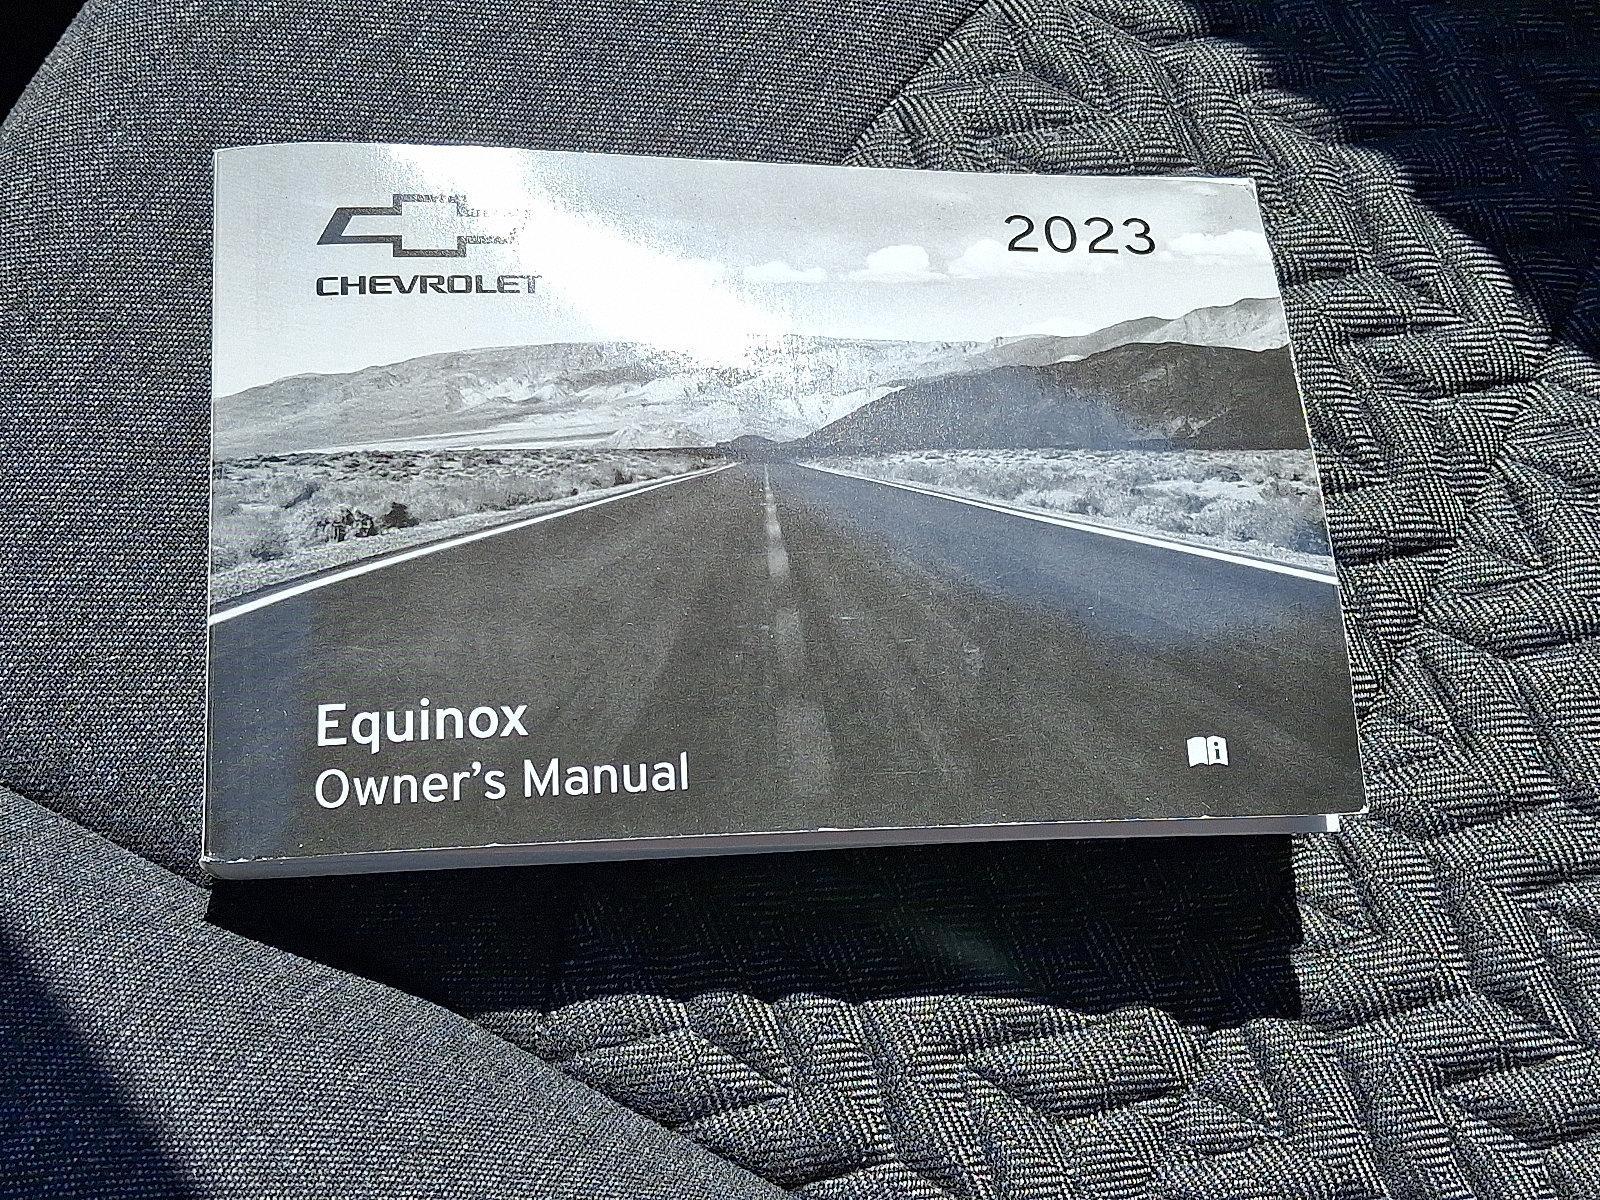 CHEVROLET
2023
Equinox
Owner's Manual